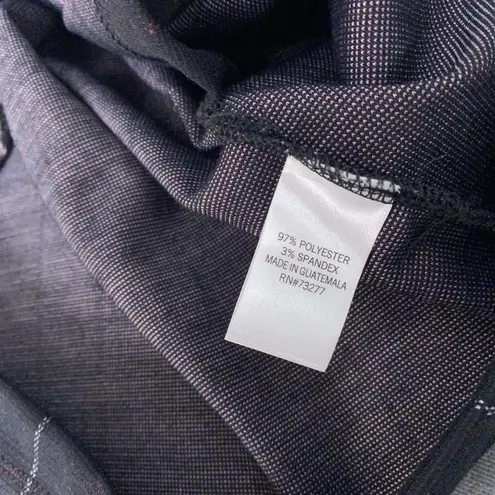 97% POLYESTER
3% SPANDEX
MADE IN GUATEMALA
RN#73277